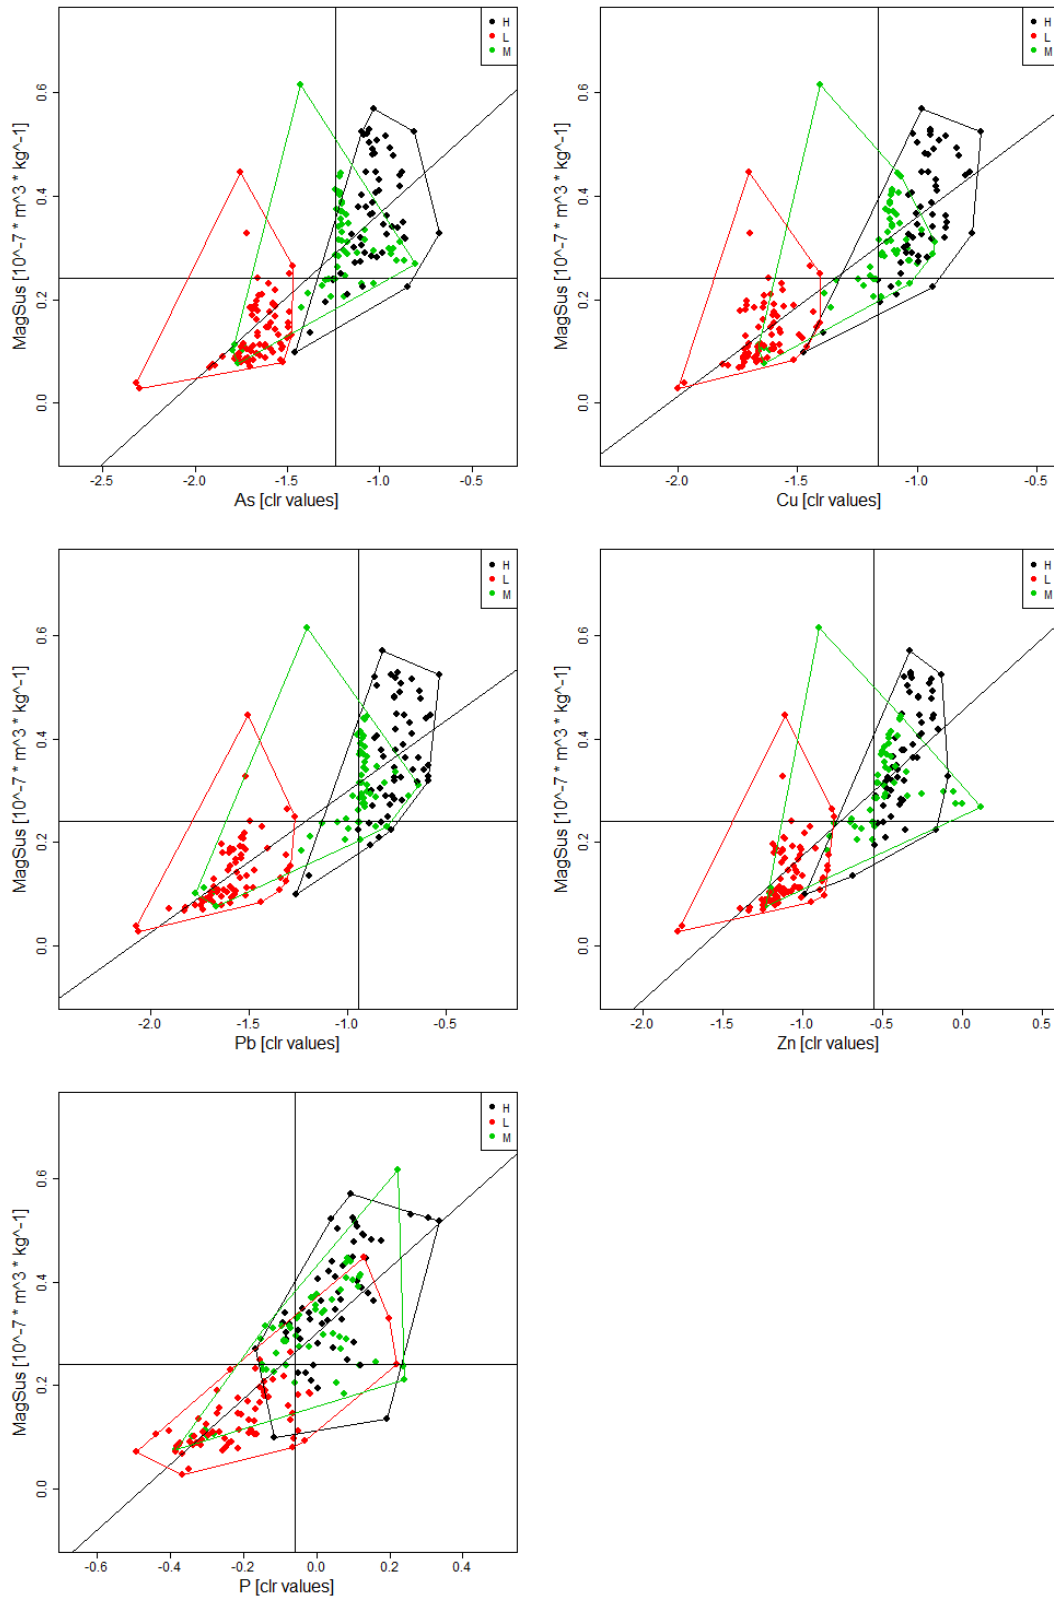 H
L
M
MagSus [10^-7 * m^3 * kg^-1]
0.0 0.2 0.4 0.6
-2.5 -2.0 -1.5 -1.0 -0.5
As [clr values]
H
L
M
MagSus [10^-7 * m^3 * kg^-1]
0.0 0.2 0.4 0.6
-2.0 -1.5 -1.0 -0.5
Cu [clr values]
H
L
M
MagSus [10^-7 * m^3 * kg^-1]
0.0 0.2 0.4 0.6
-2.0 -1.5 -1.0 -0.5
Pb [clr values]
H
L
M
MagSus [10^-7 * m^3 * kg^-1]
0.0 0.2 0.4 0.6
-2.0 -1.5 -1.0 -0.5 0.0 0.5
Zn [clr values]
H
L
M
MagSus [10^-7 * m^3 * kg^-1]
0.0 0.2 0.4 0.6
-0.6 -0.4 -0.2 0.0 0.2 0.4
P [clr values]